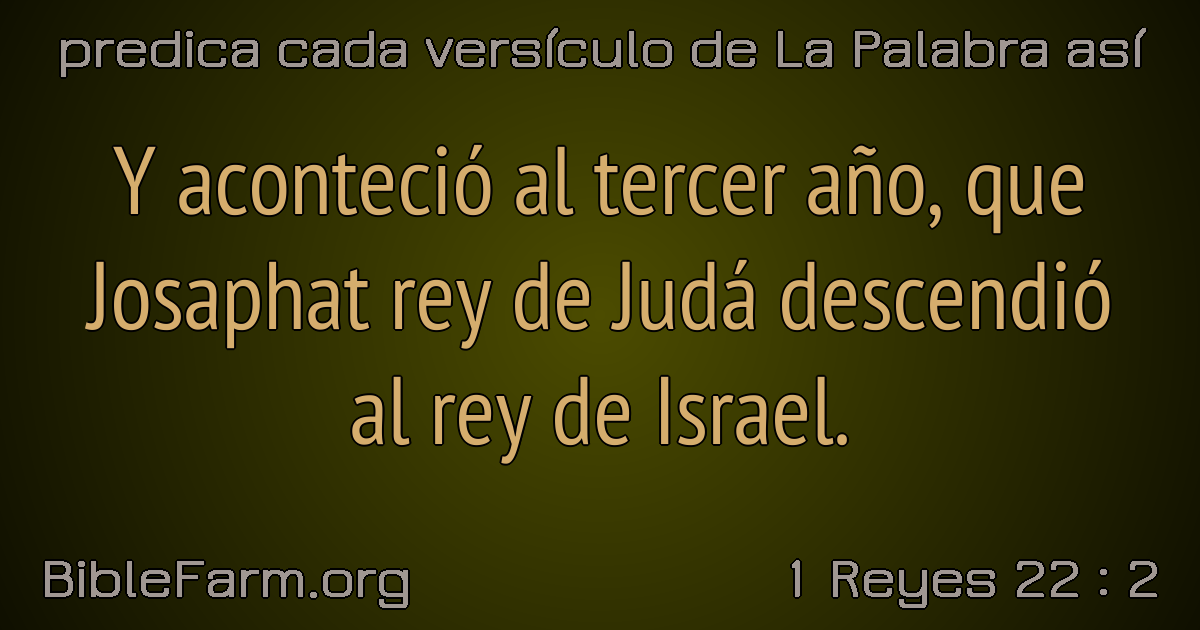 predica cada versículo de La Palabra así
Y aconteció al tercer año, que
Josaphat rey de Judá descendió
al rey de Israel.
BibleFarm.org
1 Reyes 22 : 2